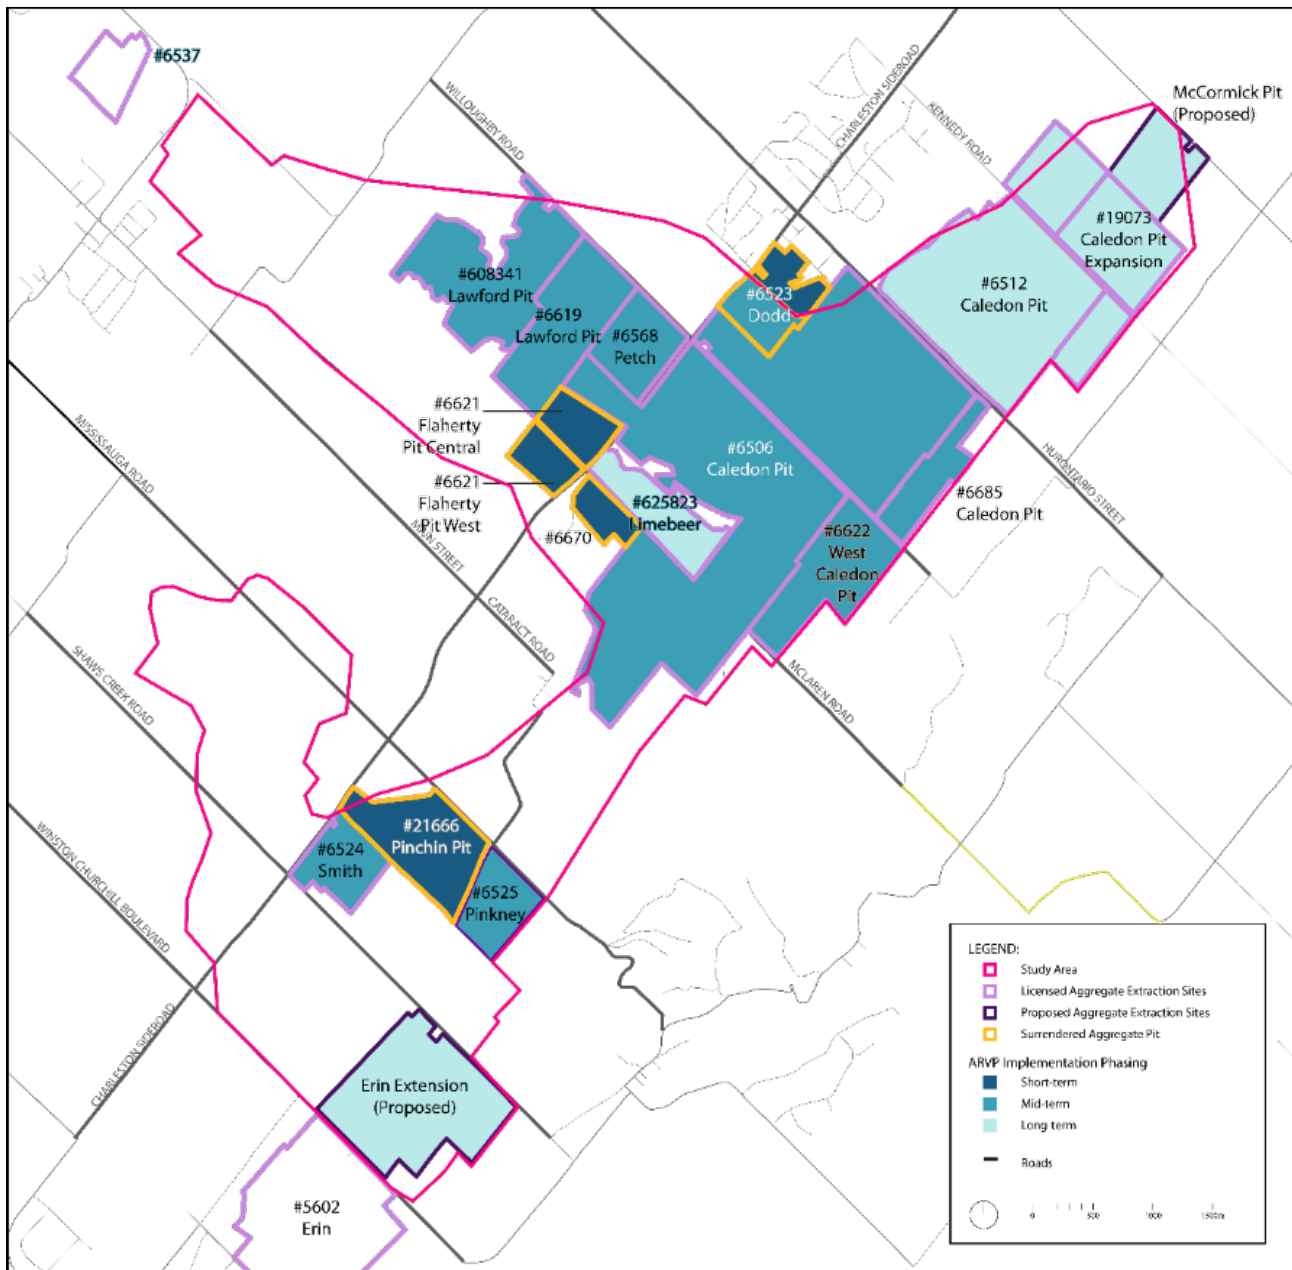 #6537
WILLOUGHBY ROAD
CHARLESTON SIDEROAD
KENNEDY ROAD
McCormick Pit
(Proposed)
#19073
Caledon Pit
Expansion
#6512
Caledon Pit
#608341
Lawford Pit
#6619
Lawford Pit
#6568
Petch
#6523
Dodd
#6621
Flaherty
Pit Central
#6621
Flaherty
Pit West
#6670
#625823
Limebeer
#6506
Caledon Pit
#6685
Caledon Pit
#6622
West
Caledon
Pit
HURONTARIO STREET
MISSISSAUGA ROAD
MAIN STREET
CATARACT ROAD
MCLAREN ROAD
SHAWS CREEK ROAD
WINSTON CHURCHILL BOULEVARD
CHARLESTON SIDEROAD
#21666
Pinchin Pit
#6524
Smith
#6525
Pinkney
Erin Extension
(Proposed)
#5602
Erin
LEGEND:
Study Area
Licensed Aggregate Extraction Sites
Proposed Aggregate Extraction Sites
Surrendered Aggregate Pit
ARVP Implementation Phasing
Short-term
Mid-term
Long term
Roads
0 500 1000 1500m